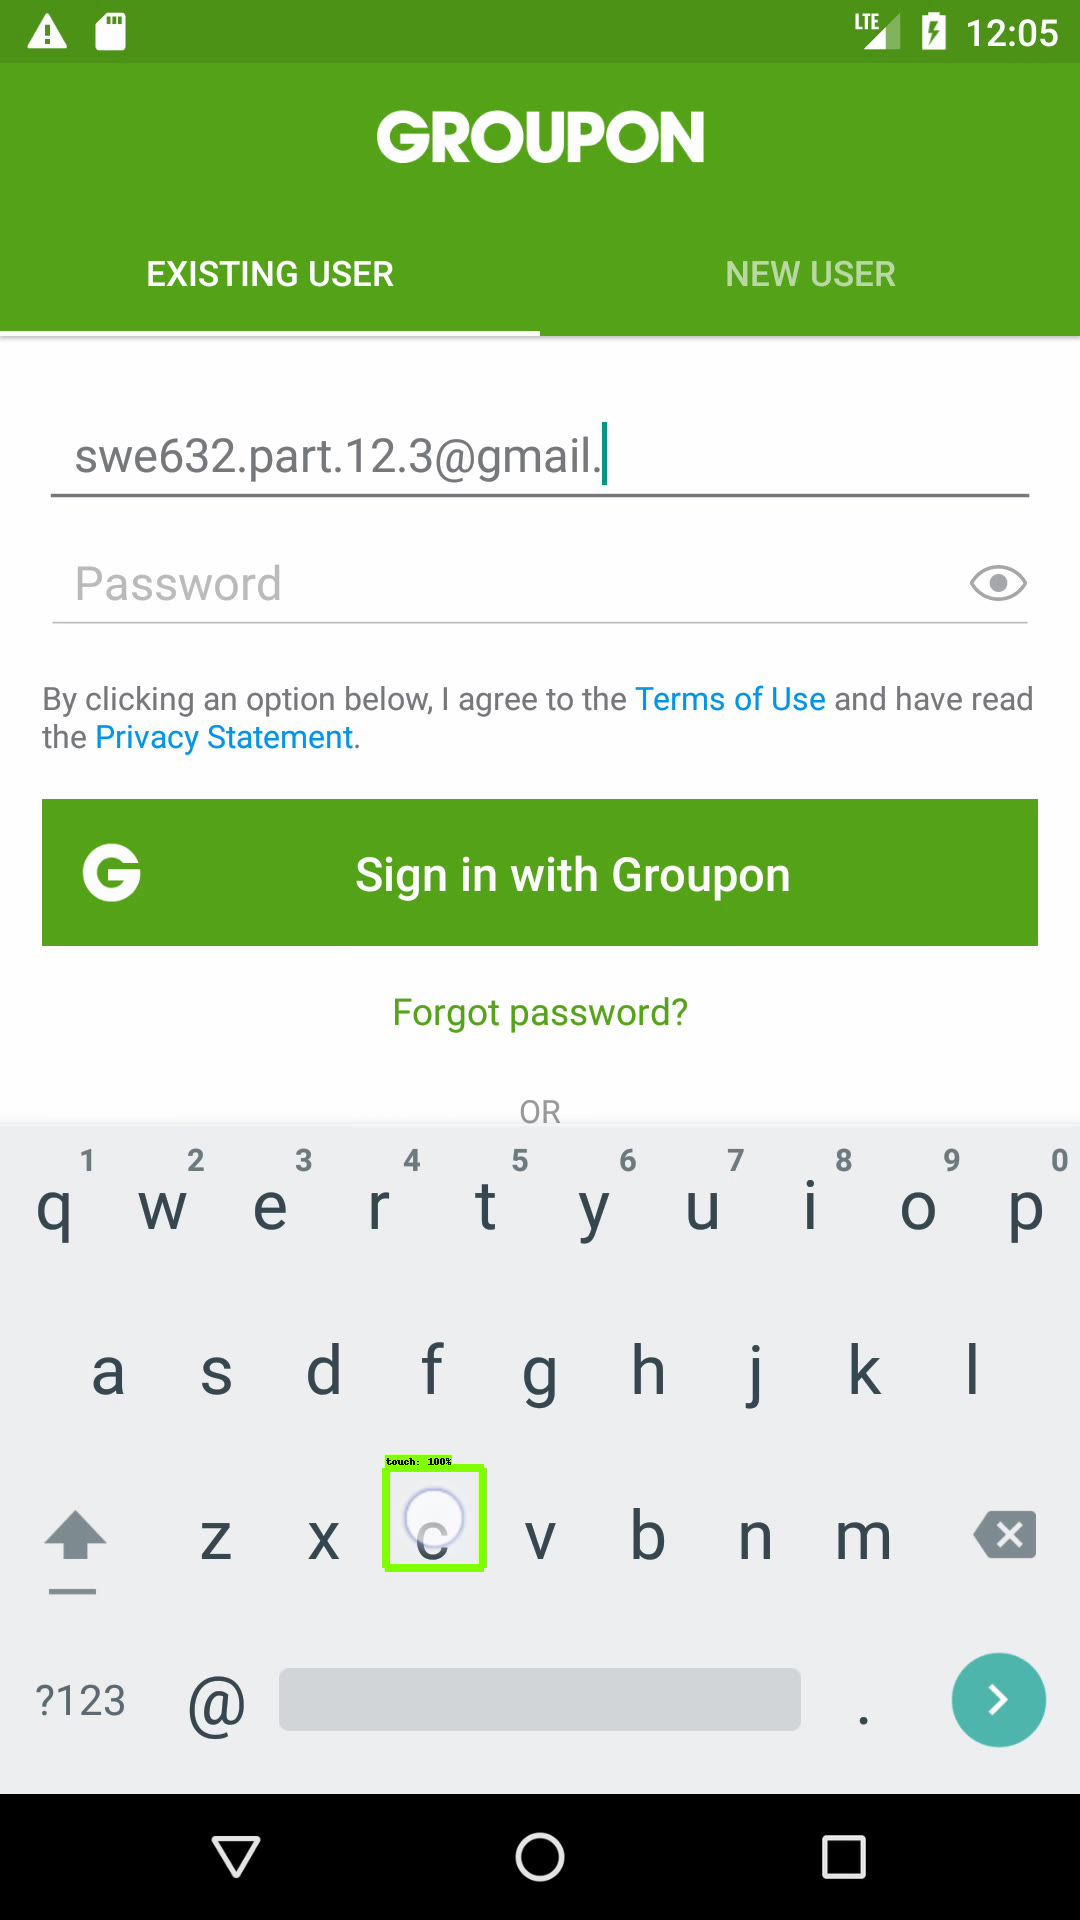 LTE 12:05
GROUPON
EXISTING USER NEW USER
swe632.part.12.3@gmail.
Password
By clicking an option below, I agree to the Terms of Use and have read
the Privacy Statement.
G Sign in with Groupon
Forgot password?
OR
1 2 3 4 5 6 7 8 9 0
q w e r t y u i o p
a s d f g h j k l
touch: 100%
z x c v b n m
?123 @ .